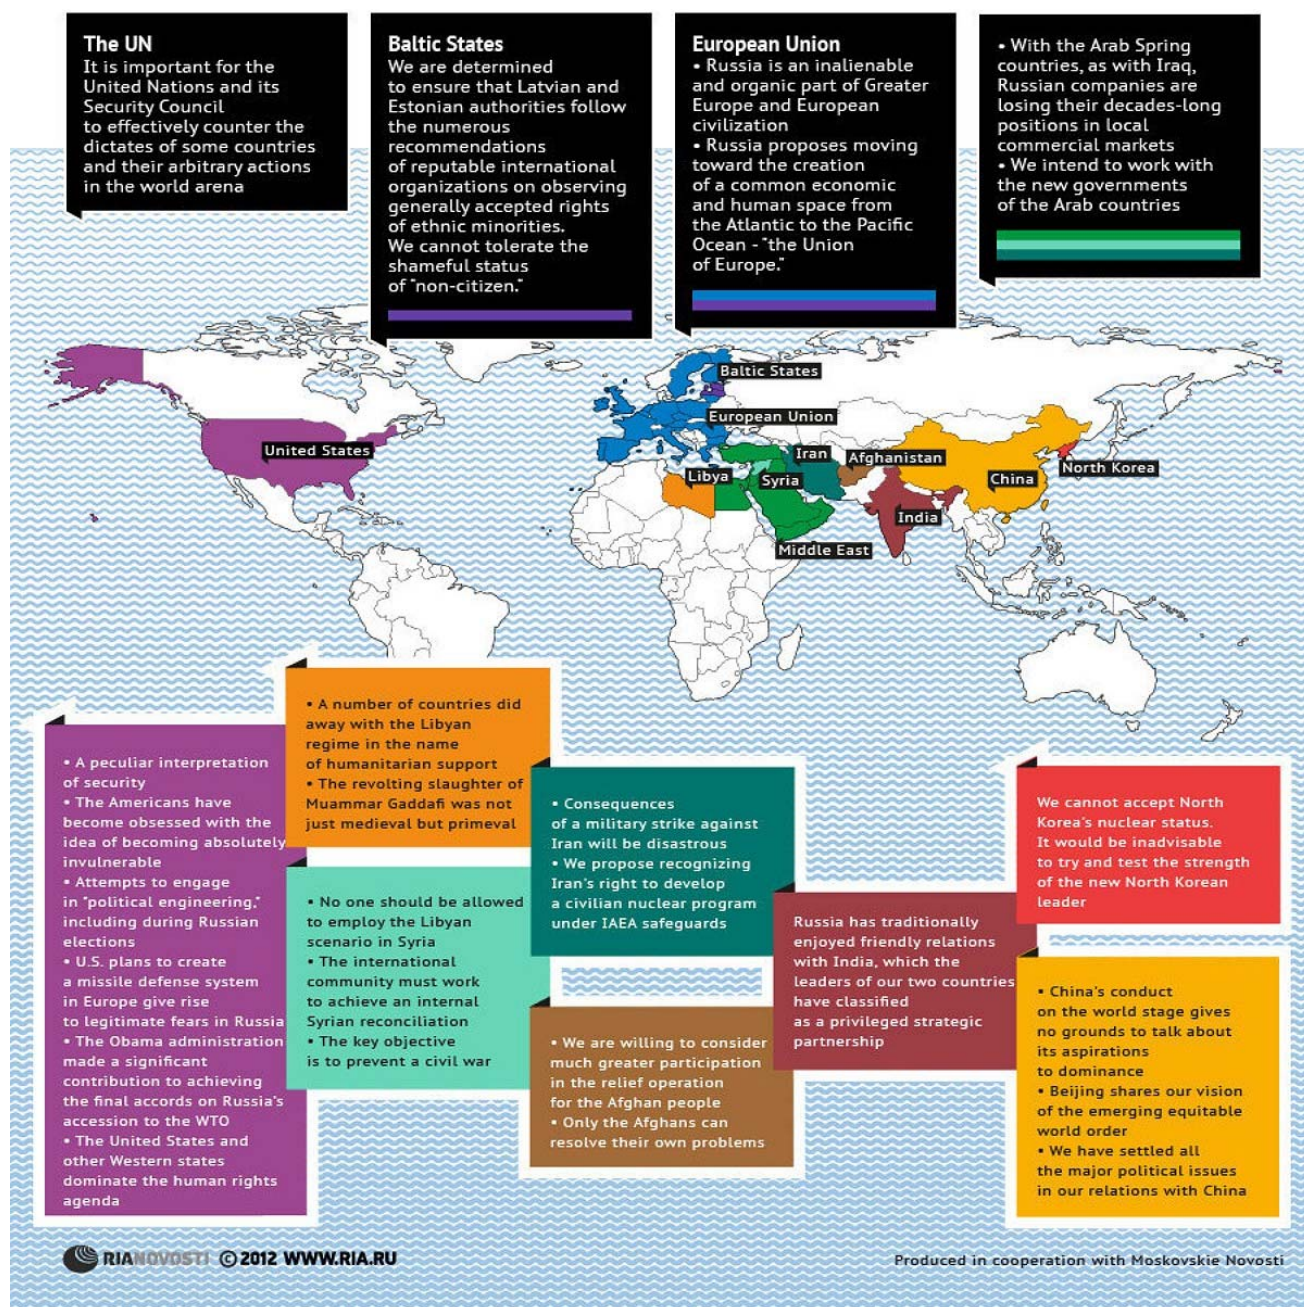 The UN
It is important for the
United Nations and its
Security Council
to effectively counter the
dictates of some countries
and their arbitrary actions
in the world arena
Baltic States
We are determined
to ensure that Latvian and
Estonian authorities follow
the numerous
recommendations
of reputable international
organizations on observing
generally accepted rights
of ethnic minorities.
We cannot tolerate the
shameful status
of "non-citizen."
European Union
• Russia is an inalienable
and organic part of Greater
Europe and European
civilization
• Russia proposes moving
toward the creation
of a common economic
and human space from
the Atlantic to the Pacific
Ocean - "the Union
of Europe."
• With the Arab Spring
countries, as with Iraq,
Russian companies are
losing their decades-long
positions in local
commercial markets
• We intend to work with
the new governments
of the Arab countries
Baltic States
European Union
United States
Iran
Afghanistan
Libya
Syria
China
North Korea
India
Middle East
• A peculiar interpretation
of security
• The Americans have
become obsessed with the
idea of becoming absolutely
invulnerable
• Attempts to engage
in "political engineering,"
including during Russian
elections
• U.S. plans to create
a missile defense system
in Europe give rise
to legitimate fears in Russia
• The Obama administration
made a significant
contribution to achieving
the final accords on Russia's
accession to the WTO
• The United States and
other Western states
dominate the human rights
agenda
• A number of countries did
away with the Libyan
regime in the name
of humanitarian support
• The revolting slaughter of
Muammar Gaddafi was not
just medieval but primeval
• No one should be allowed
to employ the Libyan
scenario in Syria
• The international
community must work
to achieve an internal
Syrian reconciliation
• The key objective
is to prevent a civil war
• Consequences
of a military strike against
Iran will be disastrous
• We propose recognizing
Iran's right to develop
a civilian nuclear program
under IAEA safeguards
• We are willing to consider
much greater participation
in the relief operation
for the Afghan people
• Only the Afghans can
resolve their own problems
Russia has traditionally
enjoyed friendly relations
with India, which the
leaders of our two countries
have classified
as a privileged strategic
partnership
We cannot accept North
Korea's nuclear status.
It would be inadvisable
to try and test the strength
of the new North Korean
leader
• China's conduct
on the world stage gives
no grounds to talk about
its aspirations
to dominance
• Beijing shares our vision
of the emerging equitable
world order
• We have settled all
the major political issues
in our relations with China
RIANOVOSTI © 2012 WWW.RIA.RU
Produced in cooperation with Moskovskie Novosti